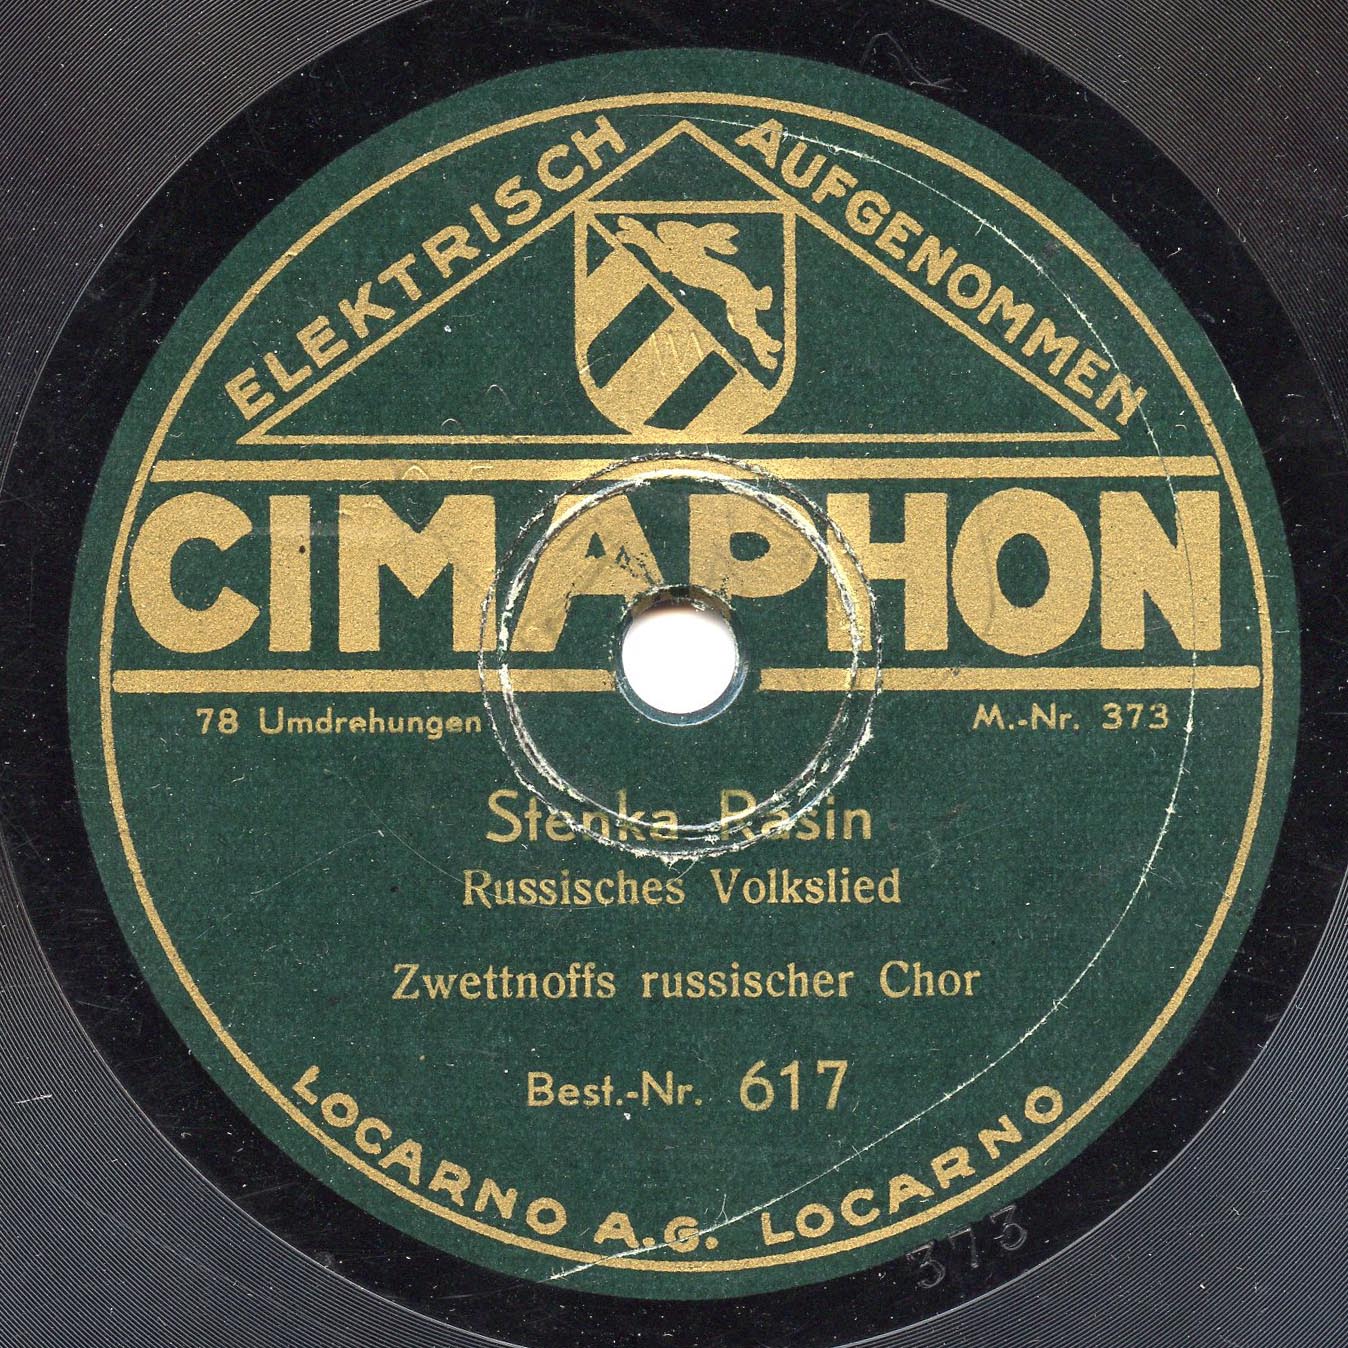 ELEKTRISCH AUFGENOMMEN
CIMAPHON
78 Umdrehungen
M.-Nr. 373
Stenka Rasin
Russisches Volkslied
Zwettnoffs russischer Chor
Best.-Nr. 617
LOCARNO A.G. LOCARNO
373